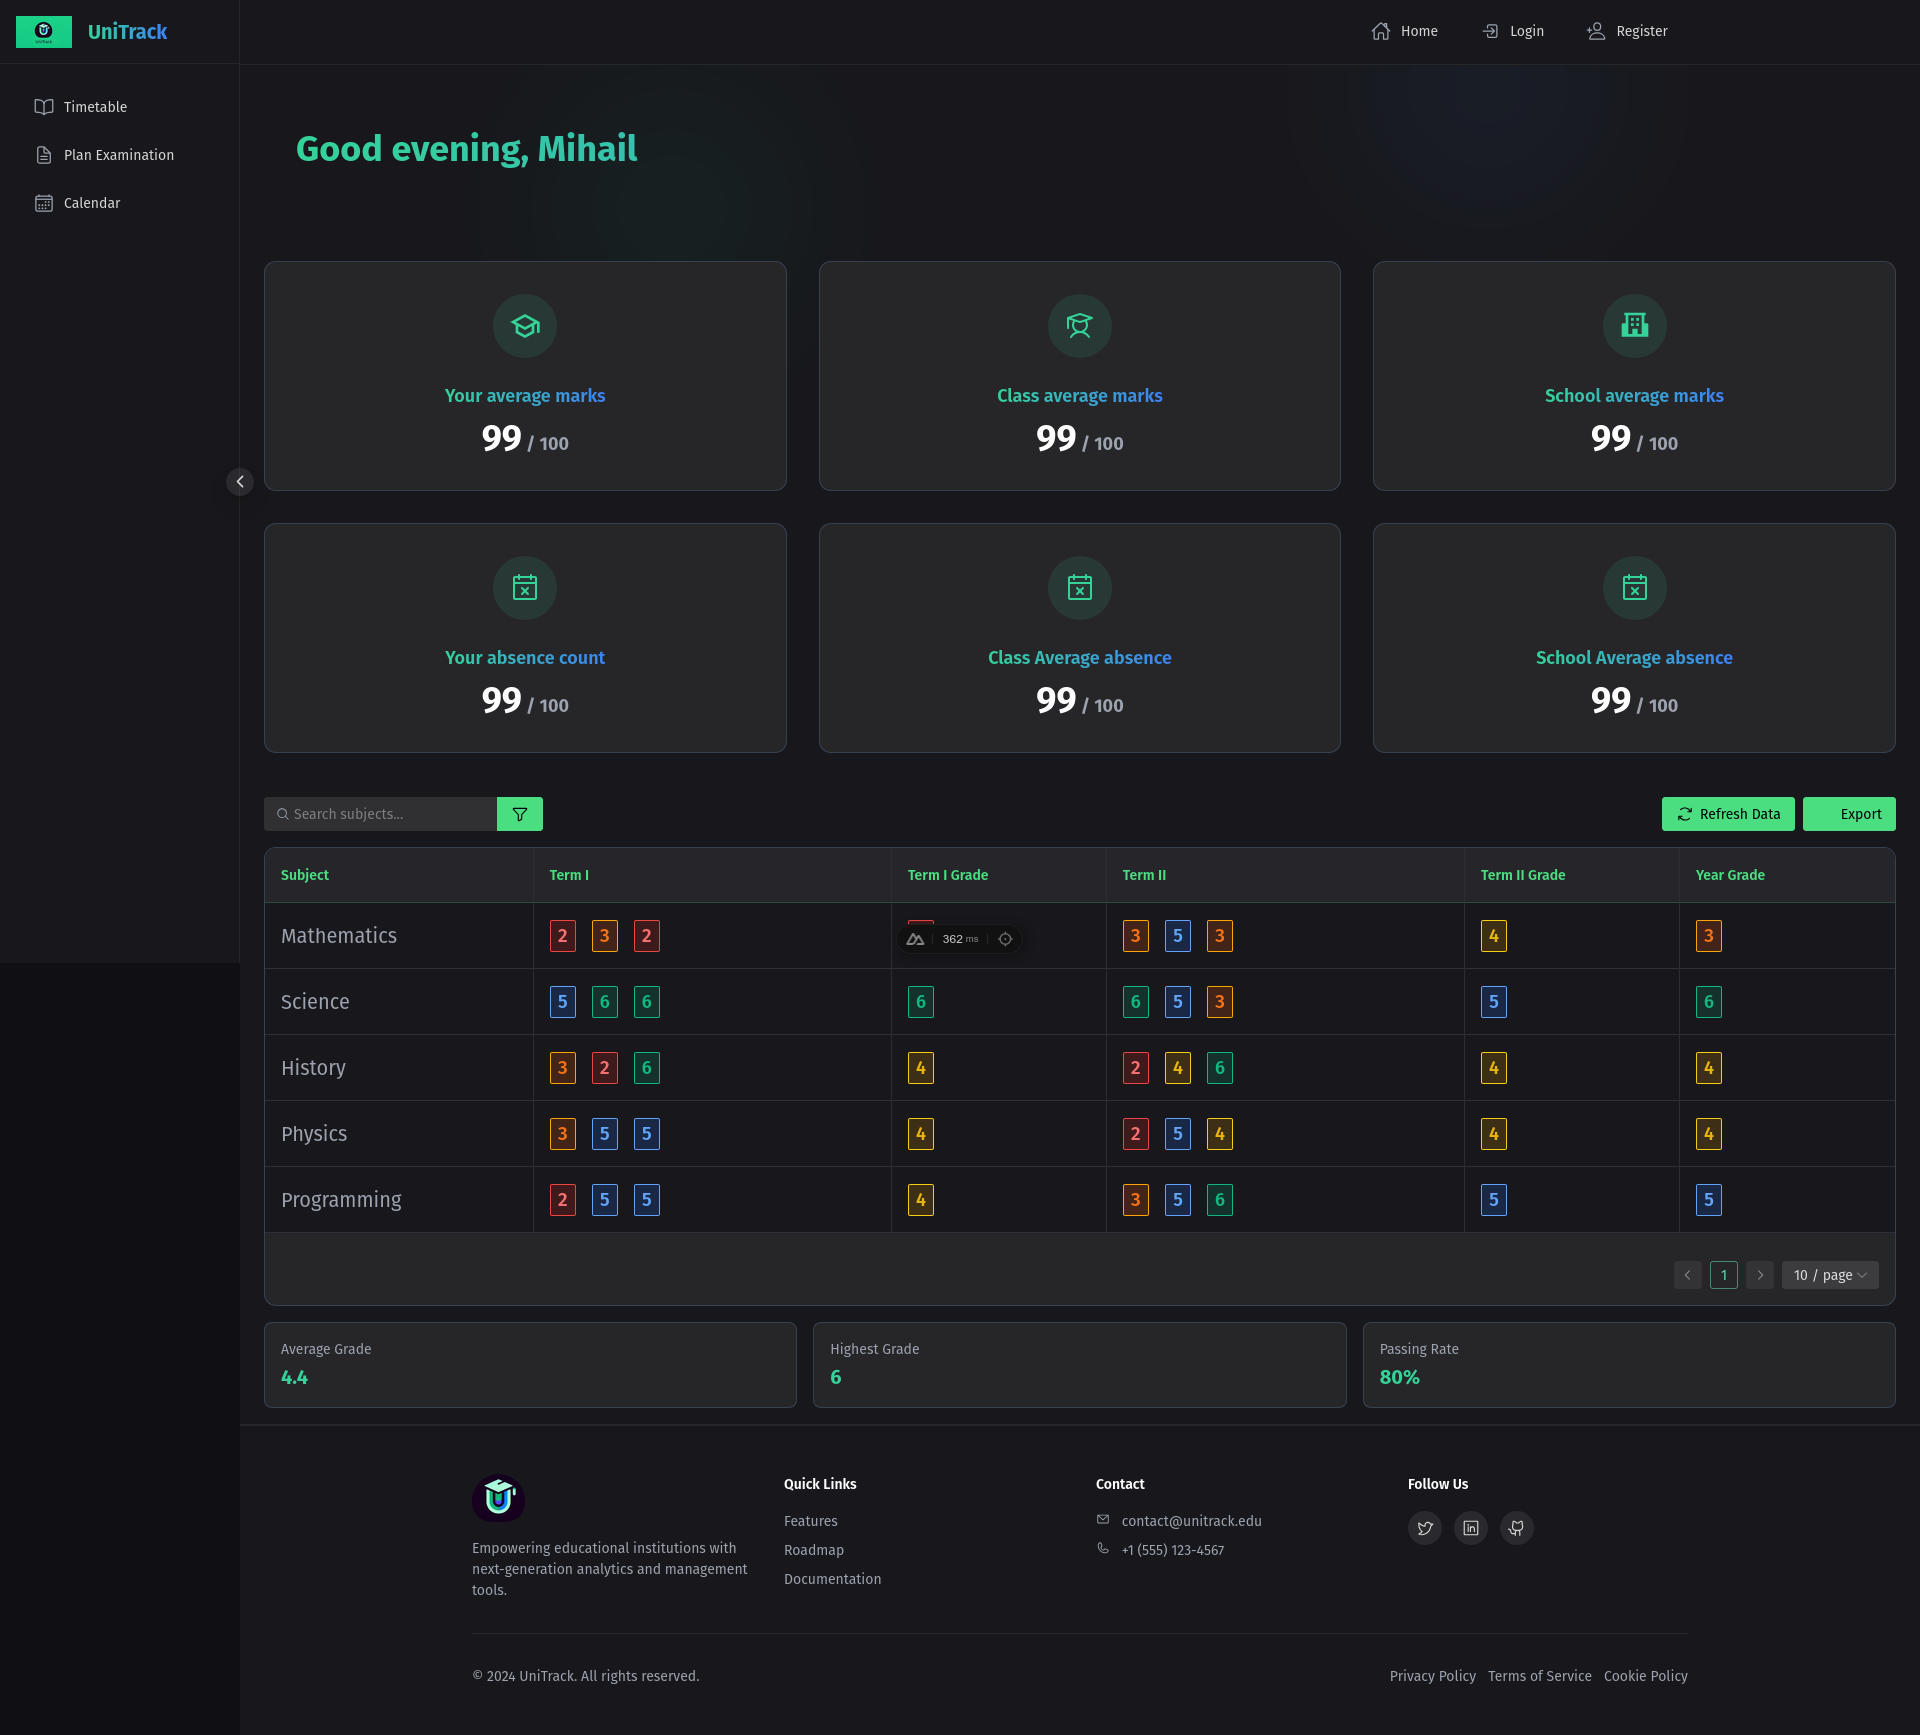 UniTrack
Home Login Register
Timetable
Plan Examination
Calendar
Good evening, Mihail
Your average marks
99 / 100
Class average marks
99 / 100
School average marks
99 / 100
Your absence count
99 / 100
Class Average absence
99 / 100
School Average absence
99 / 100
Search subjects...
Refresh Data
Export
Subject Term I Term I Grade Term II Term II Grade Year Grade
Mathematics 2 3 2 362 ms 3 5 3 4 3
Science 5 6 6 6 6 5 3 5 6
History 3 2 6 4 2 4 6 4 4
Physics 3 5 5 4 2 5 4 4 4
Programming 2 5 5 4 3 5 6 5 5
1 10 / page
Average Grade
4.4
Highest Grade
6
Passing Rate
80%
Empowering educational institutions with
next-generation analytics and management
tools.
Quick Links
Features
Roadmap
Documentation
Contact
contact@unitrack.edu
+1 (555) 123-4567
Follow Us
© 2024 UniTrack. All rights reserved.
Privacy Policy Terms of Service Cookie Policy